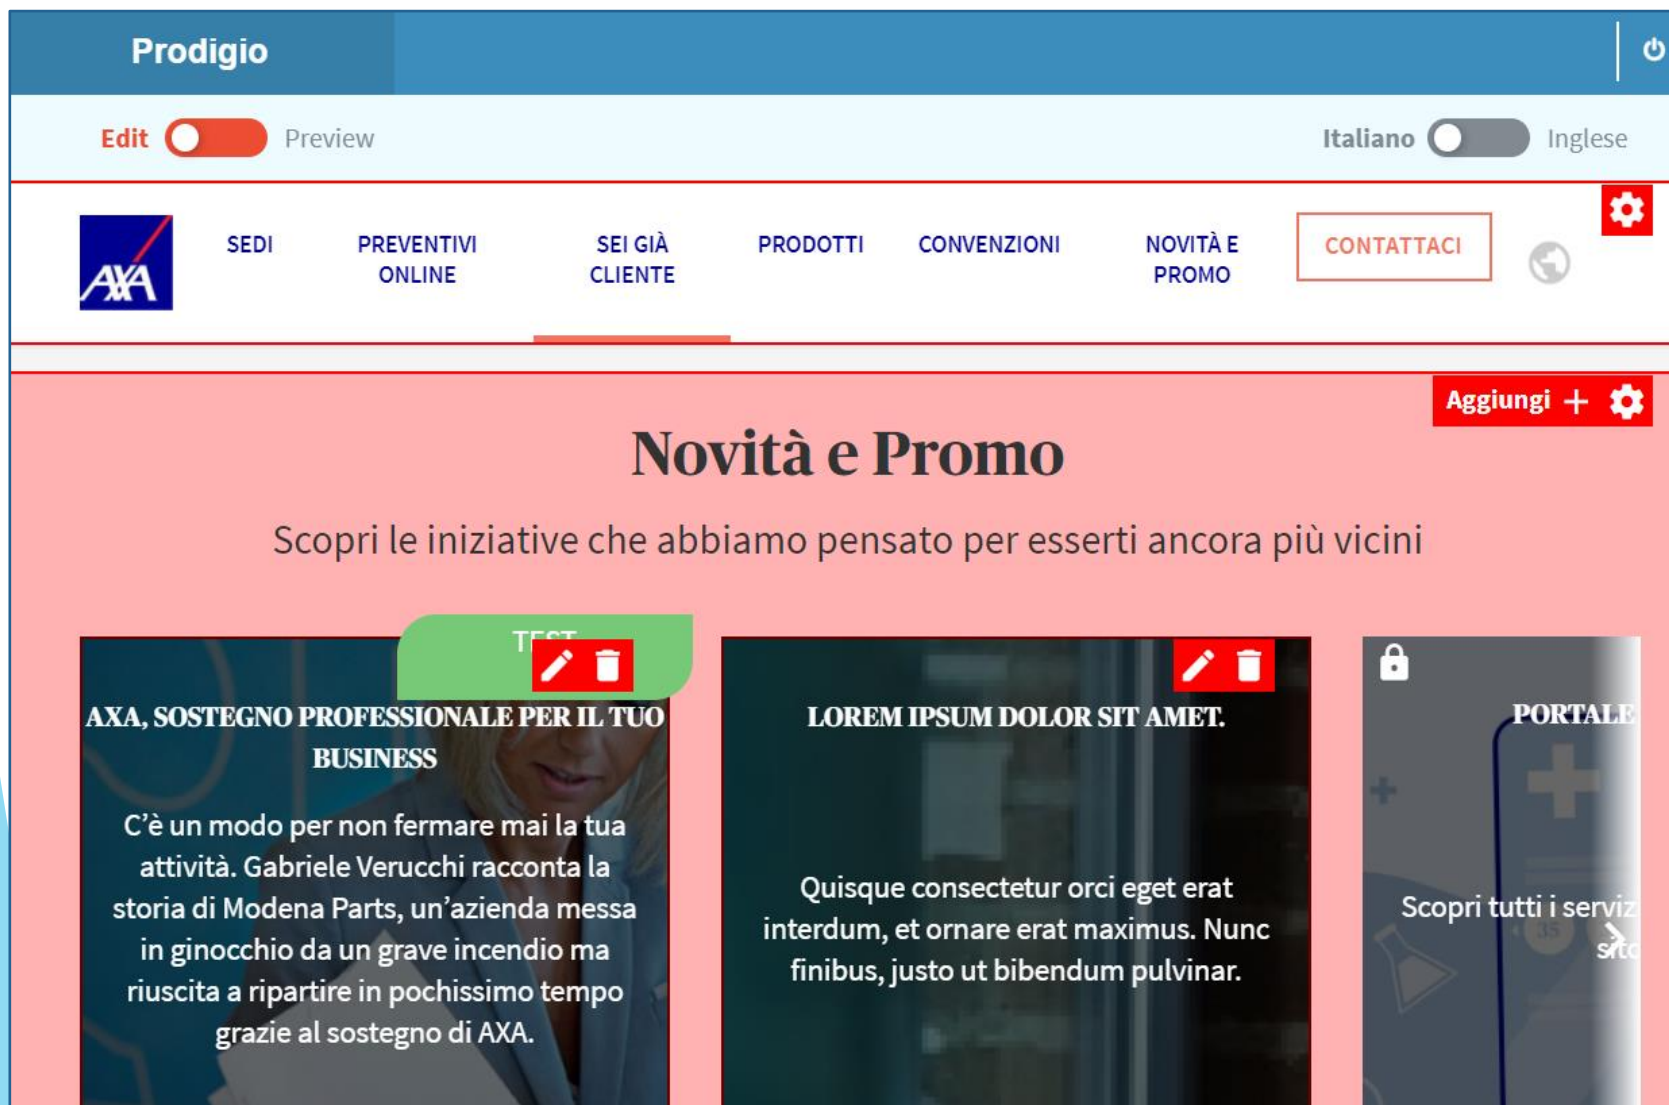 Prodigio
Edit Preview
Italiano Inglese
AXA
SEDI
PREVENTIVI
ONLINE
SEI GIÀ
CLIENTE
PRODOTTI
CONVENZIONI
NOVITÀ E
PROMO
CONTATTACI
Aggiungi +
Novità e Promo
Scopri le iniziative che abbiamo pensato per esserti ancora più vicini
TEST
AXA, SOSTEGNO PROFESSIONALE PER IL TUO
BUSINESS
C'è un modo per non fermare mai la tua
attività. Gabriele Verucchi racconta la
storia di Modena Parts, un'azienda messa
in ginocchio da un grave incendio ma
riuscita a ripartire in pochissimo tempo
grazie al sostegno di AXA.
LOREM IPSUM DOLOR SIT AMET.
Quisque consectetur orci eget erat
interdum, et ornare erat maximus. Nunc
finibus, justo ut bibendum pulvinar.
PORTALE
Scopri tutti i serviz
35
sito